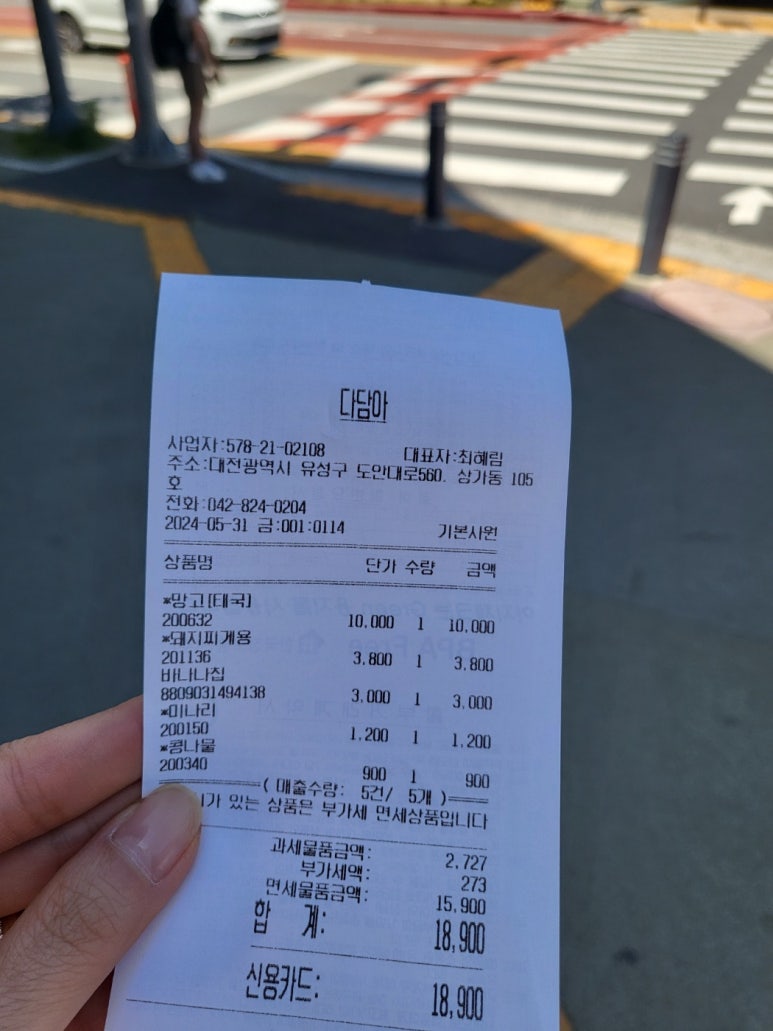 다담아
사업자:578-21-02108 대표자:최혜림
주소:대전광역시 유성구 도안대로560. 상가동 105
호
전화:042-824-0204
2024-05-31 금:001:0114 기본사원
상품명 단가 수량 금액
*망고[태국]
200632 10,000 1 10,000
*돼지찌게용
201136 3,800 1 3,800
바나나칩
8809031494138 3,000 1 3,000
*미나리
200150 1,200 1 1,200
*콩나물
200340 900 1 900
( 매출수량: 5건/ 5개 )
가 있는 상품은 부가세 면세상품입니다
과세물품금액: 2,727
부가세액: 273
면세물품금액: 15,900
합 계: 18,900
신용카드: 18,900